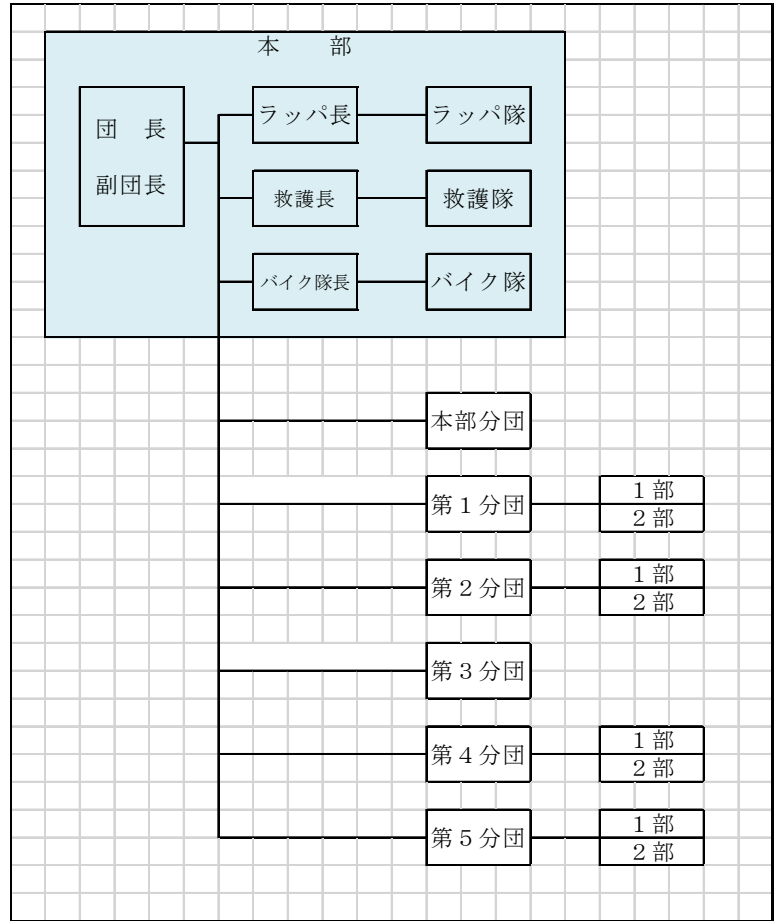 本　部
団　長
副団長
ラッパ長
ラッパ隊
救護長
救護隊
バイク隊長
バイク隊
本部分団
第１分団
１部
２部
第２分団
１部
２部
第３分団
第４分団
１部
２部
第５分団
１部
２部